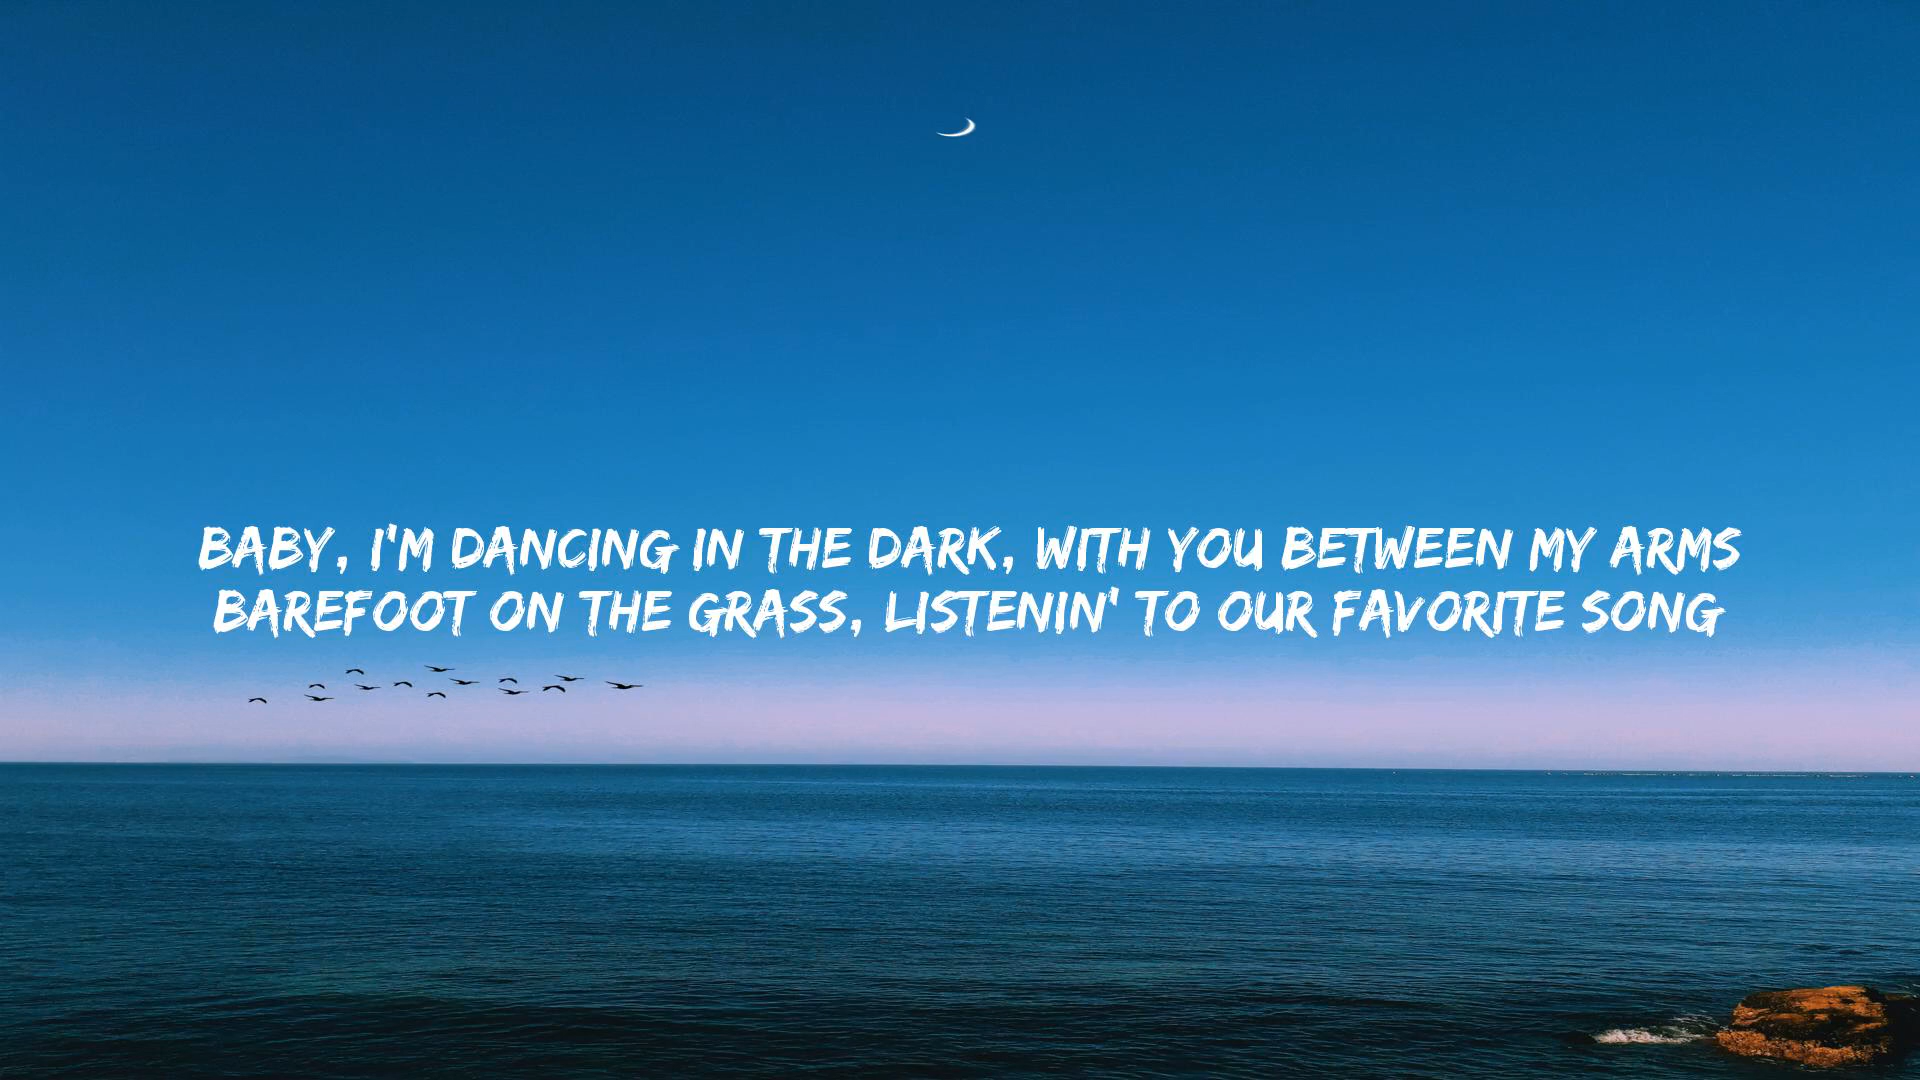 BABY, I'M DANCING IN THE DARK, WITH YOU BETWEEN MY ARMS
BAREFOOT ON THE GRASS, LISTENIN' TO OUR FAVORITE SONG